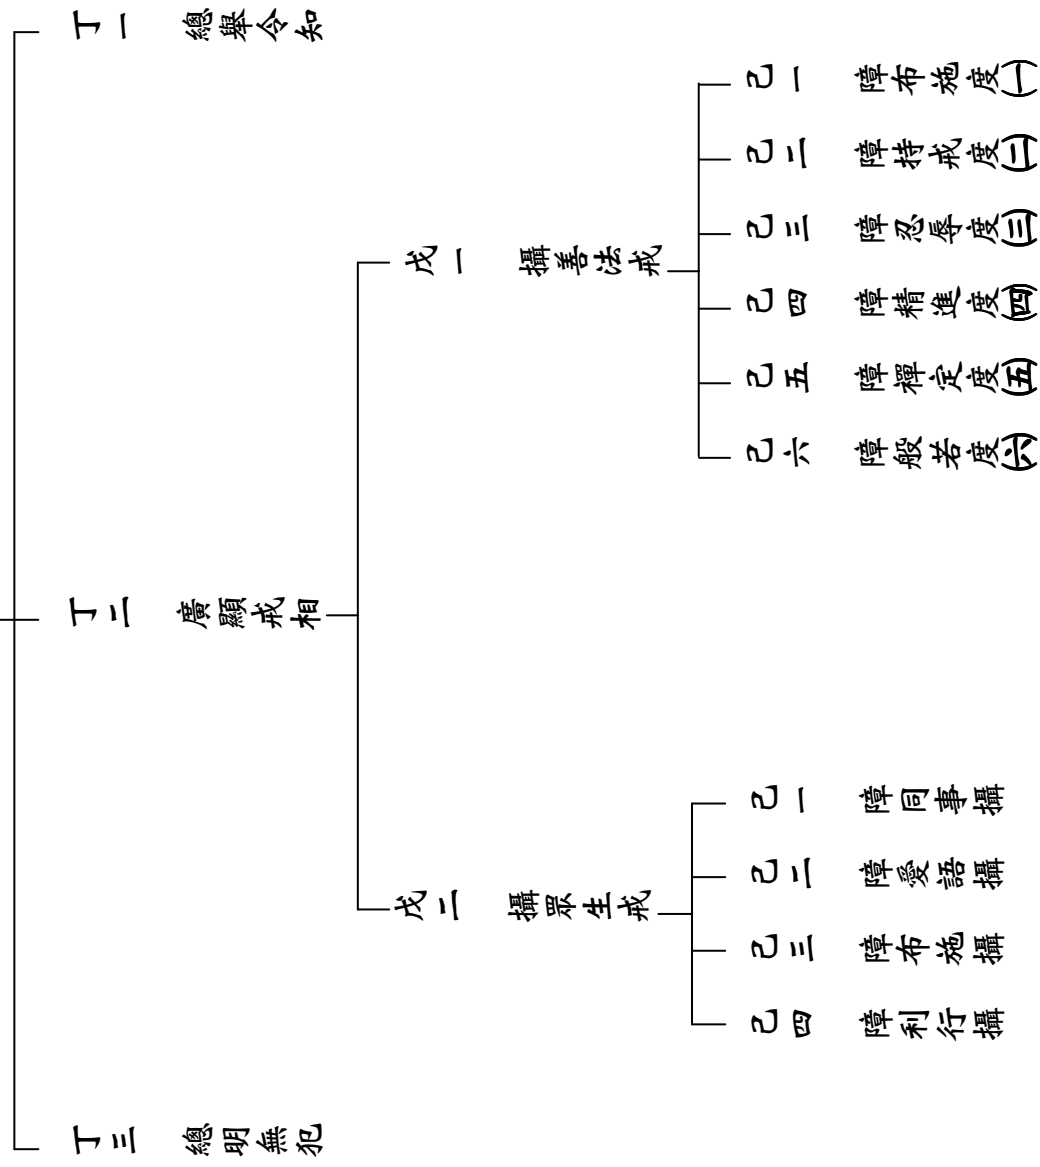 丁一　總舉令知
丁二　廣顯戒相
戊一　攝善法戒
己一　障布施度(一)
己二　障持戒度(二)
己三　障忍辱度(三)
己四　障精進度(四)
己五　障禪定度(五)
己六　障般若度(六)
戊二　攝眾生戒
己一　障同事攝
己二　障愛語攝
己三　障布施攝
己四　障利行攝
丁三　總明無犯